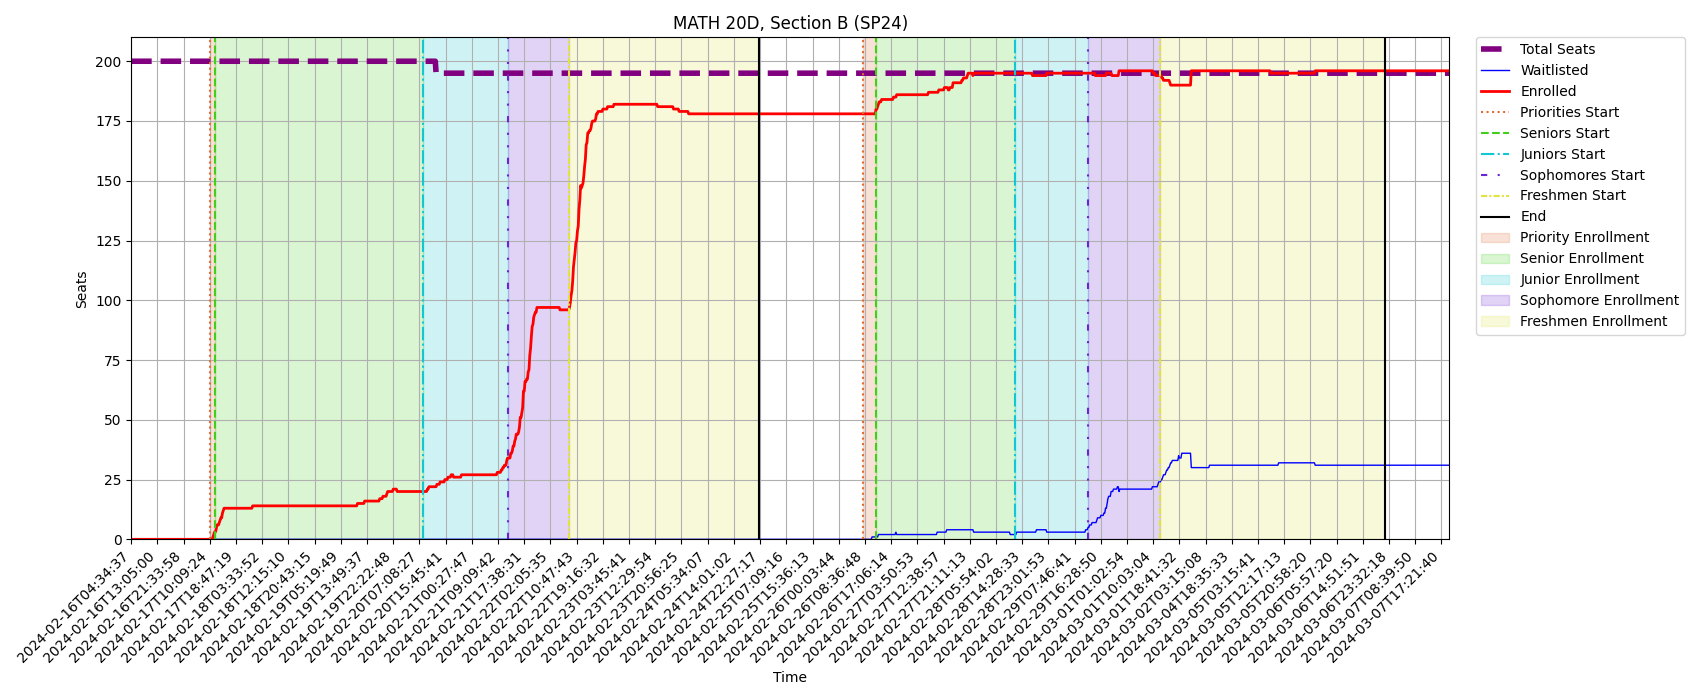 MATH 20D, Section B (SP24)
200
175
150
125
100
75
50
25
0
Seats
2024-02-16T04:34:37
2024-02-16T13:05:00
2024-02-16T21:33:58
2024-02-17T10:09:24
2024-02-17T18:47:19
2024-02-18T03:33:52
2024-02-18T12:15:10
2024-02-18T20:43:15
2024-02-19T05:19:49
2024-02-19T13:49:37
2024-02-19T22:22:48
2024-02-20T07:08:27
2024-02-20T15:45:41
2024-02-21T00:27:47
2024-02-21T09:09:42
2024-02-21T17:38:31
2024-02-22T02:05:35
2024-02-22T10:47:43
2024-02-22T19:16:32
2024-02-23T03:45:41
2024-02-23T12:29:54
2024-02-23T20:56:25
2024-02-24T05:34:07
2024-02-24T14:01:02
2024-02-24T22:27:17
2024-02-25T07:09:16
2024-02-25T15:36:13
2024-02-26T00:03:44
2024-02-26T08:36:48
2024-02-26T17:06:14
2024-02-27T03:50:53
2024-02-27T12:38:57
2024-02-27T21:11:13
2024-02-28T05:54:02
2024-02-28T14:28:33
2024-02-28T23:01:53
2024-02-29T07:46:41
2024-02-29T16:28:50
2024-03-01T01:02:54
2024-03-01T10:03:04
2024-03-01T18:41:32
2024-03-02T03:15:08
2024-03-04T18:35:33
2024-03-05T03:15:41
2024-03-05T12:17:13
2024-03-05T20:58:20
2024-03-06T05:57:20
2024-03-06T14:51:51
2024-03-06T23:32:18
2024-03-07T08:39:50
2024-03-07T17:21:40
Time
Total Seats
Waitlisted
Enrolled
Priorities Start
Seniors Start
Juniors Start
Sophomores Start
Freshmen Start
End
Priority Enrollment
Senior Enrollment
Junior Enrollment
Sophomore Enrollment
Freshmen Enrollment